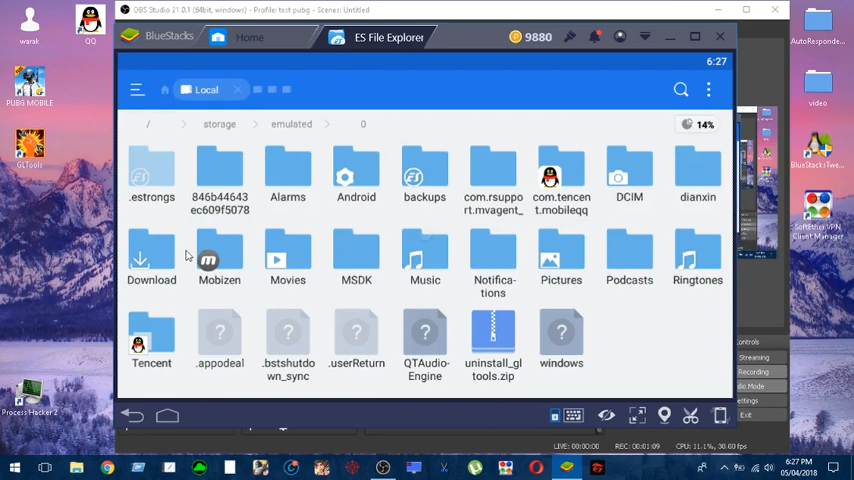 OBS Studio 21.0.1 (64bit, windows) - Profile: test pubg - Scenes: Untitled
warak
QQ
PUBG MOBILE
GLTools
Process Hacker 2
BlueStacks
Home
ES File Explorer
9880
6:27
Local
/ storage emulated 0
14%
.estrongs
846b44643
ec609f5078
Alarms
Android
backups
com.rsuppo
rt.mvagent_
com.tencen
t.mobileqq
DCIM
dianxin
Download
Mobizen
Movies
MSDK
Music
Notifica-
tions
Pictures
Podcasts
Ringtones
Tencent
.appodeal
.bstshutdo
wn_sync
.userReturn
QTAudio-
Engine
uninstall_gl
tools.zip
windows
AutoResponde...
video
BlueStacksTwe...
SoftEther VPN
Client Manager
ontrols
Streaming
Recording
dio Mode
ettings
Exit
LIVE: 00:00:00
REC: 00:01:09
CPU: 11.1%, 30.00 fps
6:27 PM
05/04/2018